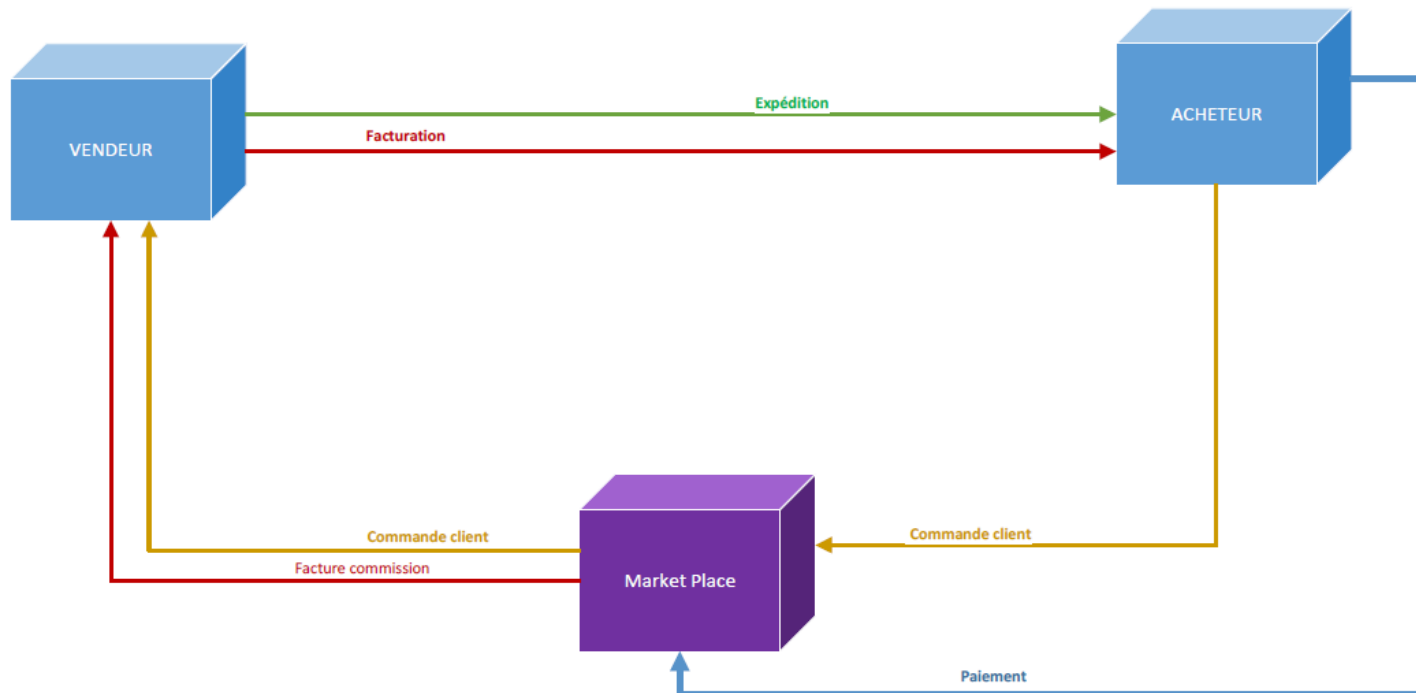 Expédition
ACHETEUR
Facturation
VENDEUR
Commande client
Commande client
Facture commission
Market Place
Paiement